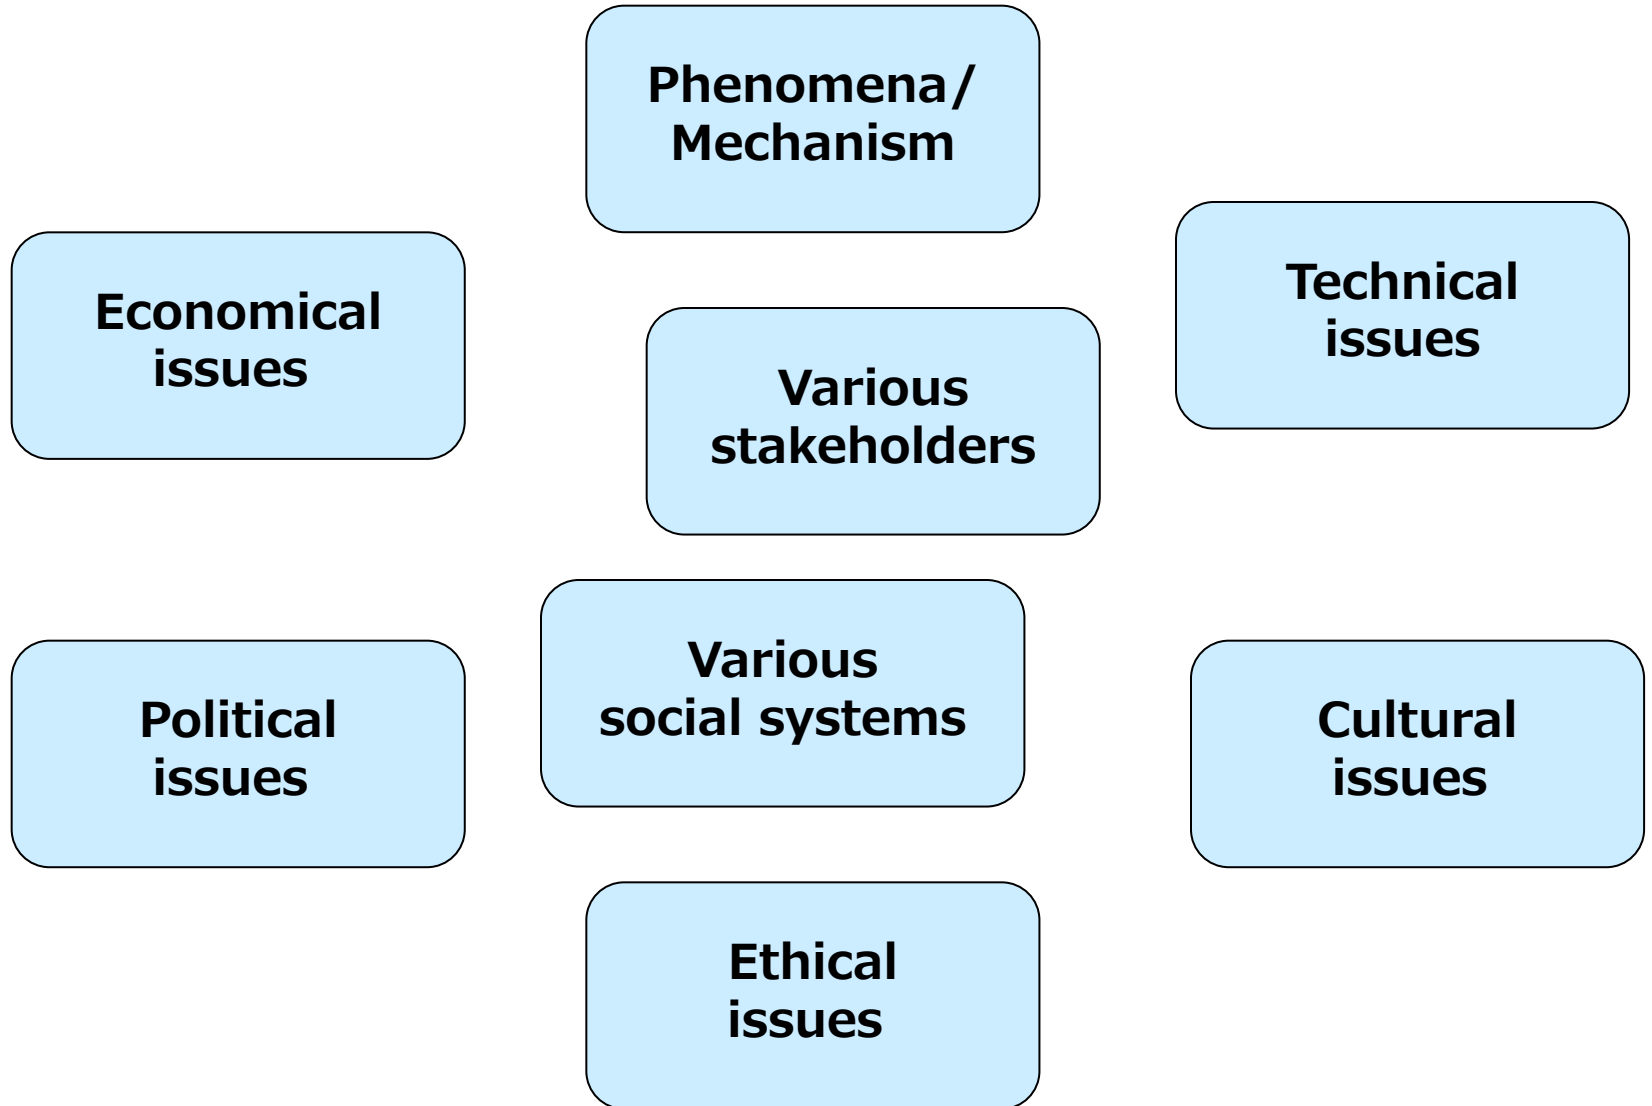 Phenomena/
Mechanism
Economical
issues
Technical
issues
Various
stakeholders
Various
social systems
Political
issues
Cultural
issues
Ethical
issues